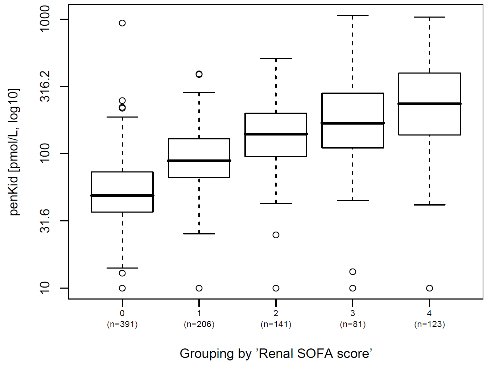 1000
316.2
100
31.6
10
penKid [pmol/L, log10]
0 1 2 3 4
(n=391) (n=206) (n=141) (n=81) (n=123)
Grouping by 'Renal SOFA score'